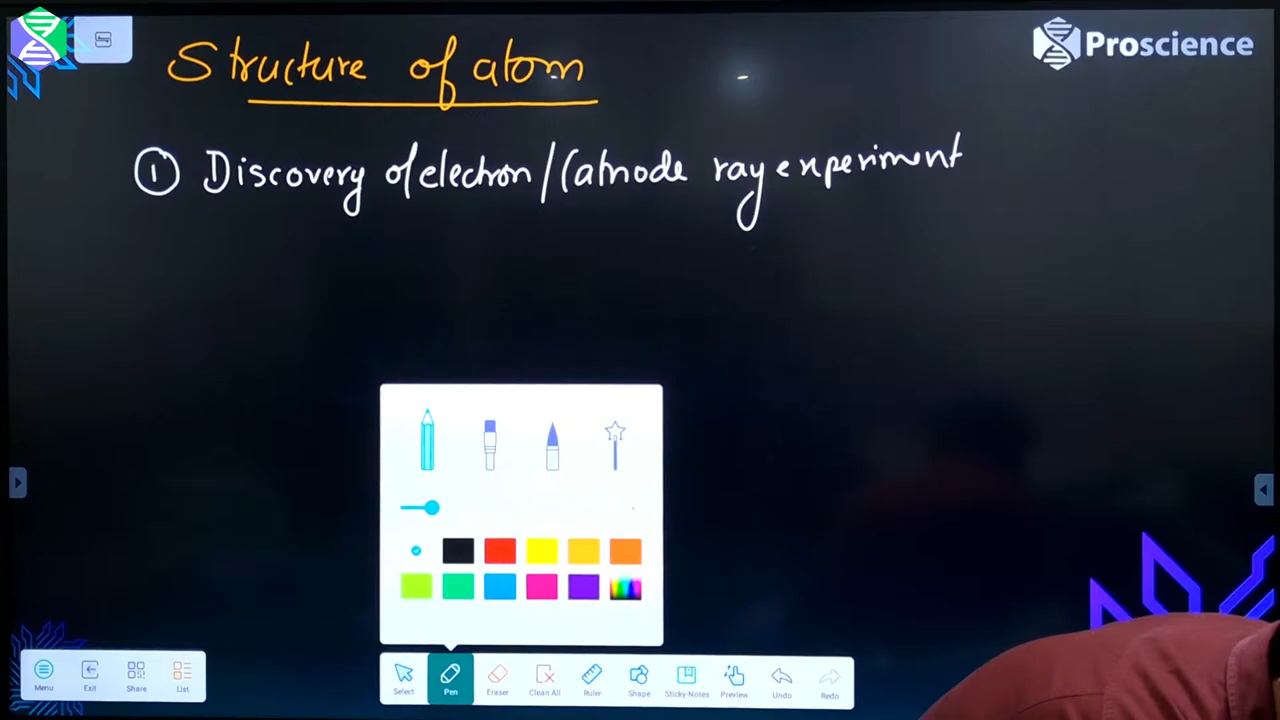 Proscience
Structure of atom
① Discovery of electron/Cathode ray experiment
Menu
Exit
Share
List
Select
Pen
Eraser
Clean All
Ruler
Shape
Sticky Notes
Preview
Undo
Redo